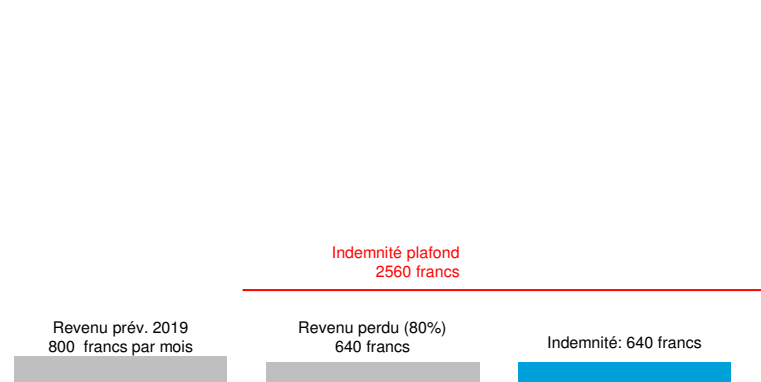 Indemnité plafond
2560 francs
Revenu prév. 2019
800 francs par mois
Revenu perdu (80%)
640 francs
Indemnité: 640 francs